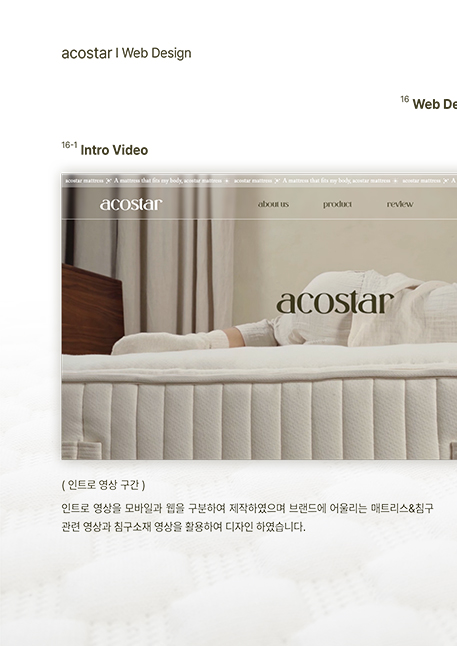 acostar l Web Design
16 Web De
16-1 Intro Video
acostar mattress A mattress that fits my body, acostar mattress + acostar mattress A mattress that fits my body, acostar mattress + acostar mattress A
acostar about us product review
acostar
( 인트로 영상 구간 )
인트로 영상을 모바일과 웹을 구분하여 제작하였으며 브랜드에 어울리는 매트리스&침구
관련 영상과 침구소재 영상을 활용하여 디자인 하였습니다.